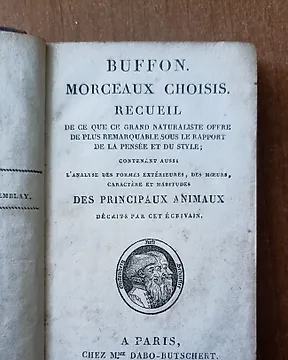 BUFFON.
MORCEAUX CHOISIS.
RECUEIL
DE CE QUE CE GRAND NATURALISTE OFFRE
DE PLUS REMARQUABLE SOUS LE RAPPORT
DE LA PENSÉE ET DU STYLE;
CONTENANT AUSSI
L'ANALYSE DES FORMES EXTÉRIEURES, DES MŒURS,
CARACTÈRE ET HABITUDES
DES PRINCIPAUX ANIMAUX
DÉCRITS PAR CET ÉCRIVAIN.
A PARIS,
CHEZ Mme DABO-BUTSCHERT,
EMBLAY.